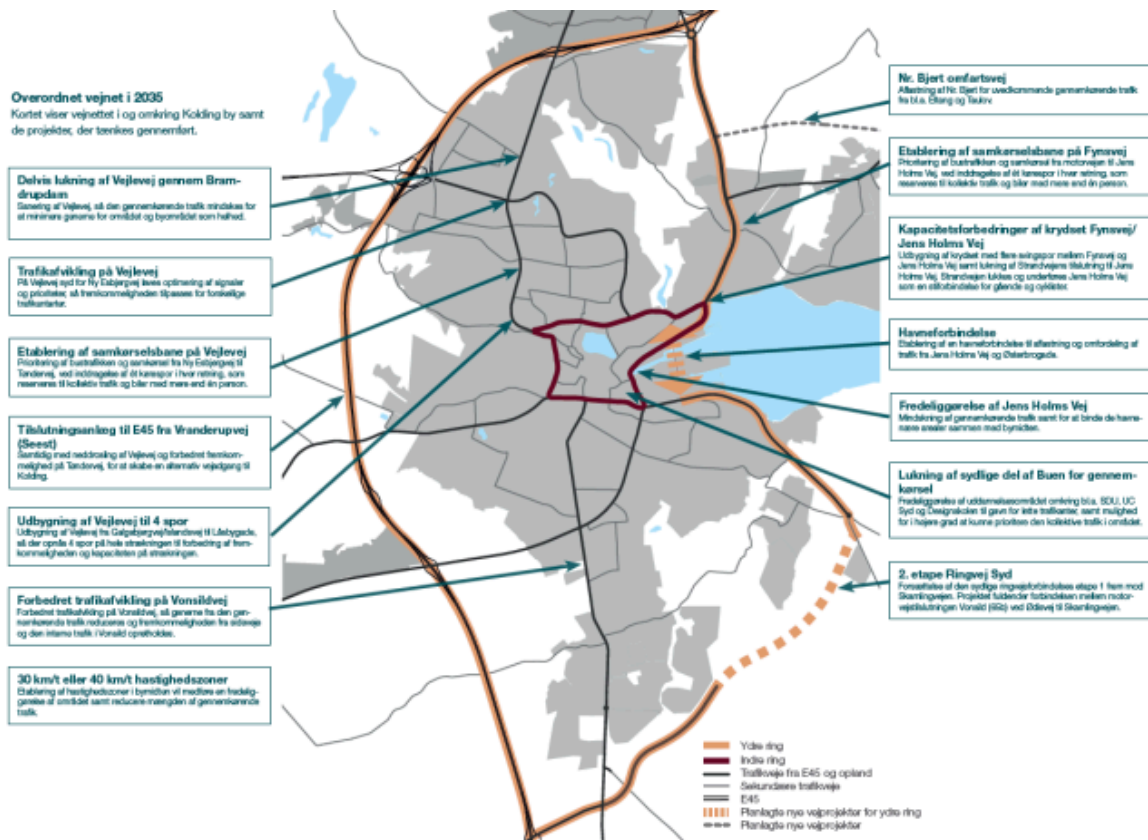 Overordnet vejnet i 2035
Kortet viser vejnettet i og omkring Kolding by samt
de projekter, der tænkes gennemført.
Delvis lukning af Vejlevej gennem Bram-
drupdam
Sanering af Vejlevej, så den gennemkørende trafik mindskes for
at minimere generne for området og byområdet som helhed.
Trafikafvikling på Vejlevej
På Vejlevej syd for Ny Esbjergvej laves optimering af signaler
og prioriteter, så fremkommeligheden tilpasses for forskellige
trafikantarter.
Etablering af samkørselsbane på Vejlevej
Prioritering af bustrafikken og samkørsel fra Ny Esbjergvej til
Tøndervej, ved inddragelse af ét kørespor i hver retning, som
reserveres til kollektiv trafik og biler med mere end én person.
Tilslutningsanlæg til E45 fra Vranderupvej
(Seest)
Samtidig med neddrosling af Vejlevej og forbedret fremkom-
melighed på Tøndervej, for at skabe en alternativ vejadgang til
Kolding.
Udbygning af Vejlevej til 4 spor
Udbygning af Vejlevej fra til
så der opnås 4 spor på hele strækningen til forbedring af frem-
kommeligheden og kapaciteten på strækningen.
Forbedret trafikafvikling på Vonsildvej
Forbedret trafikafvikling på Vonsildvej, så generne fra den gen-
nemkørende trafik reduceres og fremkommeligheden fra sideveje
og den interne trafik i Vonsild opretholdes.
30 km/t eller 40 km/t hastighedszoner
Etablering af hastighedszoner i bymidten vil medføre en fredelig-
gørelse af området samt reducere mængden af gennemkørende
trafik.
Nr. Bjert omfartsvej
Aflastning af Nr. Bjert for uvedkommende gennemkørende trafik
fra bl.a. Eltang og Taulov.
Etablering af samkørselsbane på Fynsvej
Prioritering af bustrafikken og samkørsel fra motorvejen til Jens
Holms Vej, ved inddragelse af ét kørespor i hver retning, som
reserveres til kollektiv trafik og biler med mere end én person.
Kapacitetsforbedringer af krydset Fynsvej/
Jens Holms Vej
Udbygning af krydset med flere svingspor mellem Fynsvej og
Jens Holms Vej samt lukning af Strandvejens tilslutning til Jens
Holms Vej. Strandvejen lukkes og underføres Jens Holms Vej
som en stiforbindelse for gående og cyklister.
Havneforbindelse
Etablering af en havneforbindelse til aflastning og omfordeling af
trafik fra Jens Holms Vej og Østerbrogade.
Fredeliggørelse af Jens Holms Vej
Mindskning af gennemkørende trafik samt for at binde de havne-
nære arealer sammen med bymidten.
Lukning af sydlige del af Buen for gennem-
kørsel
Fredeliggørelse af uddannelsesområdet omkring bl.a. SDU, UC
Syd og Designskolen til gavn for lette trafikanter, samt mulighed
for i højere grad at kunne prioritere den kollektive trafik i området.
2. etape Ringvej Syd
Fortsættelse af den sydlige ringvejsforbindelses etape 1 frem mod
Skamlingvejen. Projektet fuldender forbindelsen mellem motor-
vejstilslutningen Vonsild ved Ødisvej til Skamlingvejen.
Ydre ring
Indre ring
Trafikveje fra E45 og opland
Sekundære trafikveje
E45
Planlagte nye vejprojekter for ydre ring
Planlagte nye vejprojekter